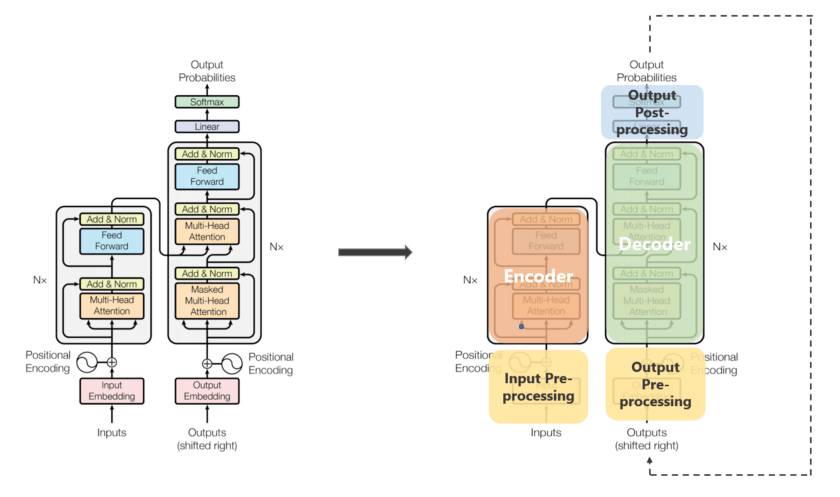 Output
Probabilities
Softmax
Linear
Add & Norm
Feed
Forward
Add & Norm
Multi-Head
Attention
Add & Norm
Masked
Multi-Head
Attention
Nx
Add & Norm
Feed
Forward
Add & Norm
Multi-Head
Attention
Nx
Positional
Encoding
Positional
Encoding
Input
Embedding
Output
Embedding
Inputs
Outputs
(shifted right)
Output
Probabilities
Softmax
Output
Post-
processing
Linear
Add & Norm
Feed
Forward
Add & Norm
Multi-Head
Attention
Decoder
Add & Norm
Masked
Multi-Head
Attention
Nx
Add & Norm
Feed
Forward
Encoder
Add & Norm
Multi-Head
Attention
Nx
Positional
Encoding
Positional
Encoding
Input Pre-
processing
Output
Pre-
processing
Inputs
Outputs
(shifted right)